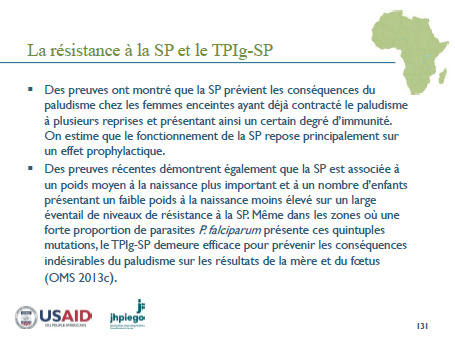 La résistance à la SP et le TPIg-SP
▪ Des preuves ont montré que la SP prévient les conséquences du
paludisme chez les femmes enceintes ayant déjà contracté le paludisme
à plusieurs reprises et présentant ainsi un certain degré d'immunité.
On estime que le fonctionnement de la SP repose principalement sur
un effet prophylactique.
▪ Des preuves récentes démontrent également que la SP est associée à
un poids moyen à la naissance plus important et à un nombre d'enfants
présentant un faible poids à la naissance moins élevé sur un large
éventail de niveaux de résistance à la SP. Même dans les zones où une
forte proportion de parasites P. falciparum présente ces quintuples
mutations, le TPIg-SP demeure efficace pour prévenir les conséquences
indésirables du paludisme sur les résultats de la mère et du fœtus
(OMS 2013c).
USAID
jhpiego
131